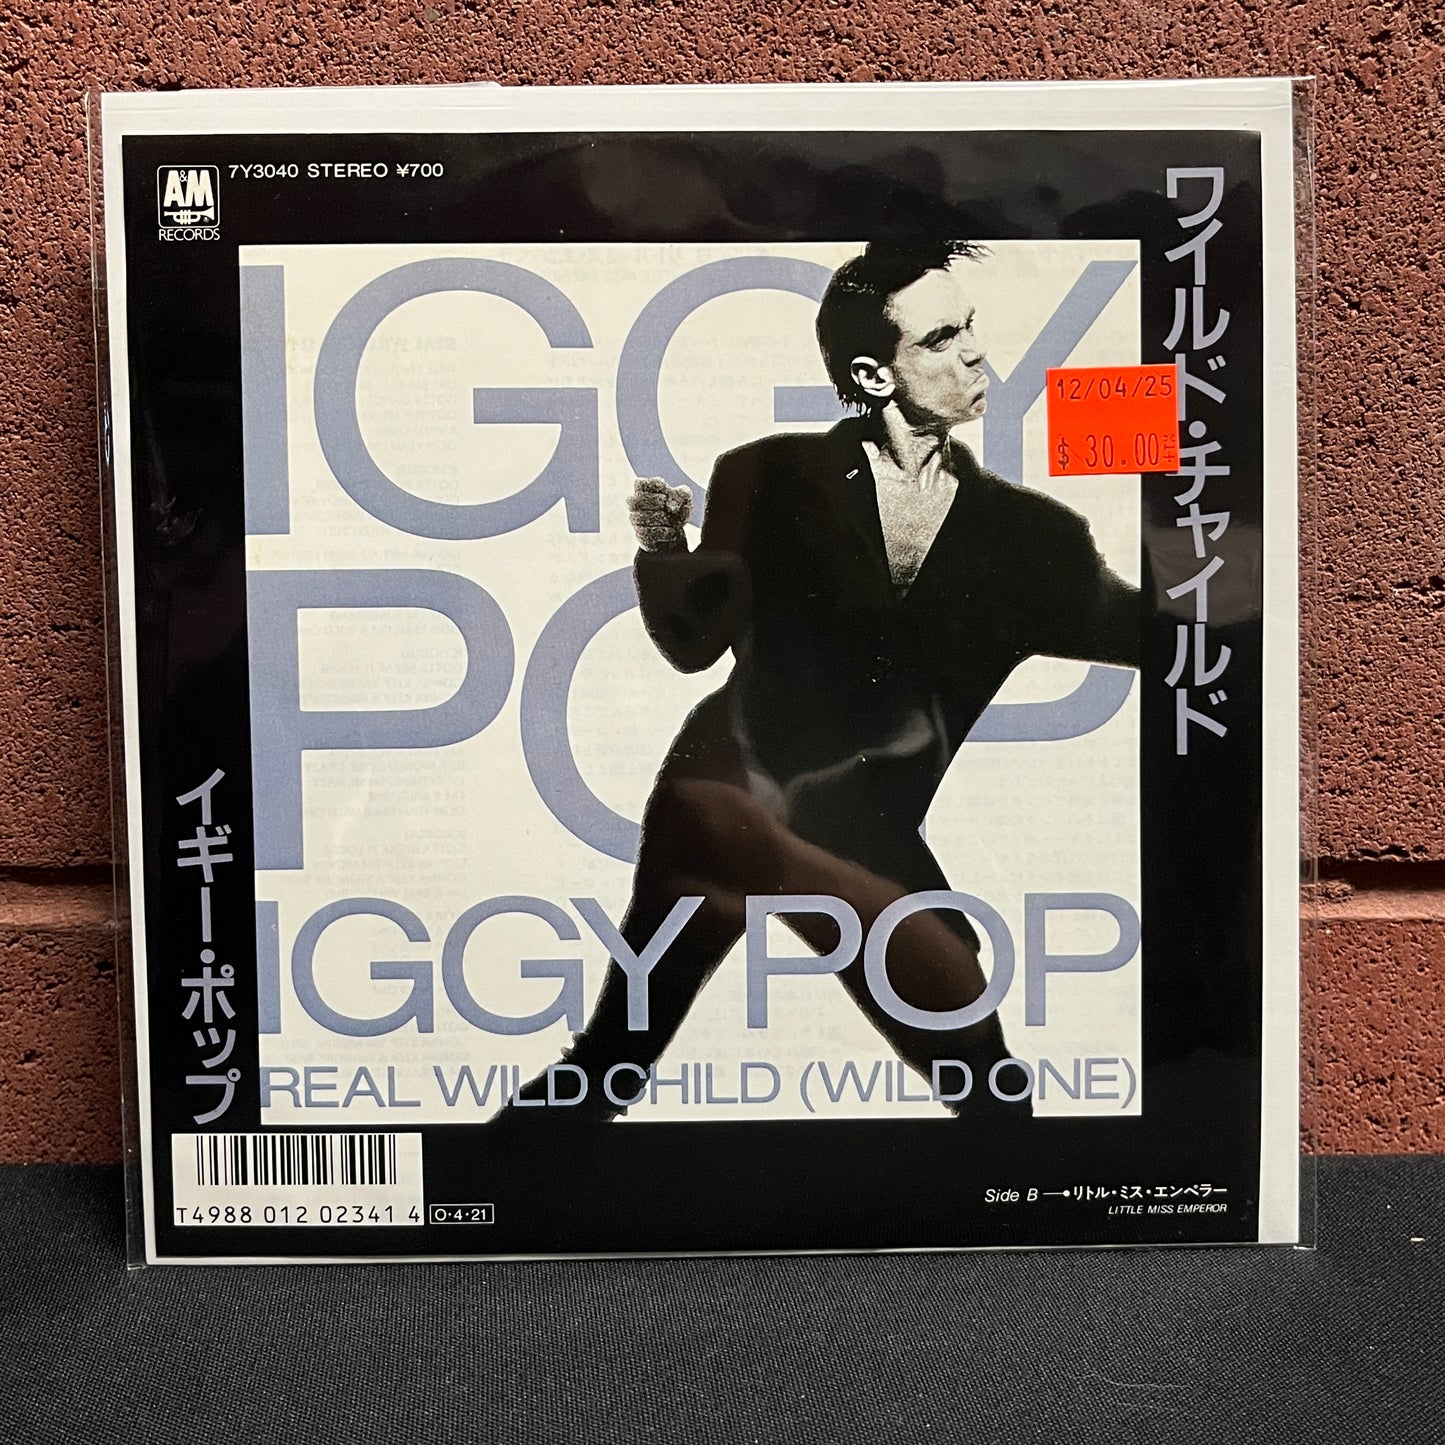 A&M
RECORDS
7Y3040 STEREO ¥700
ワイルド・チャイルド
IGGY
12/04/25
$ 30.00
POP
イギー・ポップ
IGGY POP
REAL WILD CHILD (WILD ONE)
T4988 012 02341 4
O・4・21
Side B リトル・ミス・エンペラー
LITTLE MISS EMPEROR